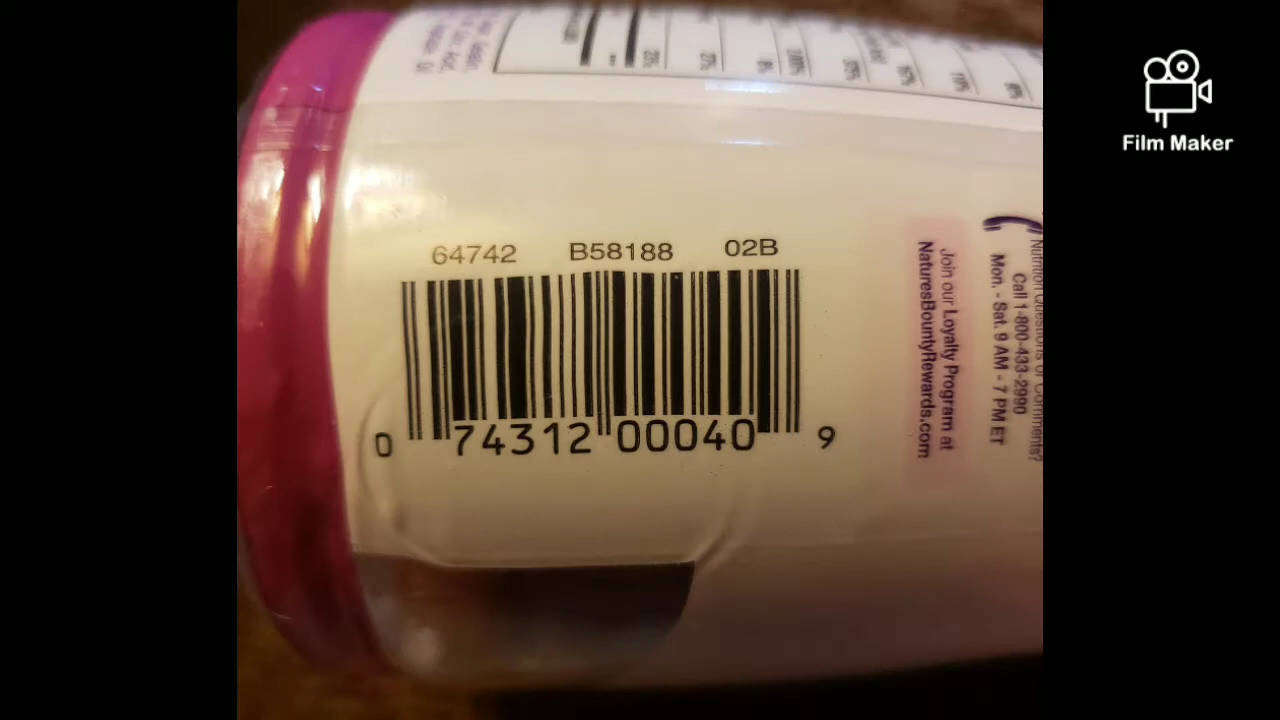 64742 B58188 02B
0 74312 00040 9
Join our Loyalty Program at
NaturesBountyRewards.com
Nutrition Questions or Comments?
Call 1-800-433-2990
Mon. - Sat. 9 AM - 7 PM ET
Film Maker